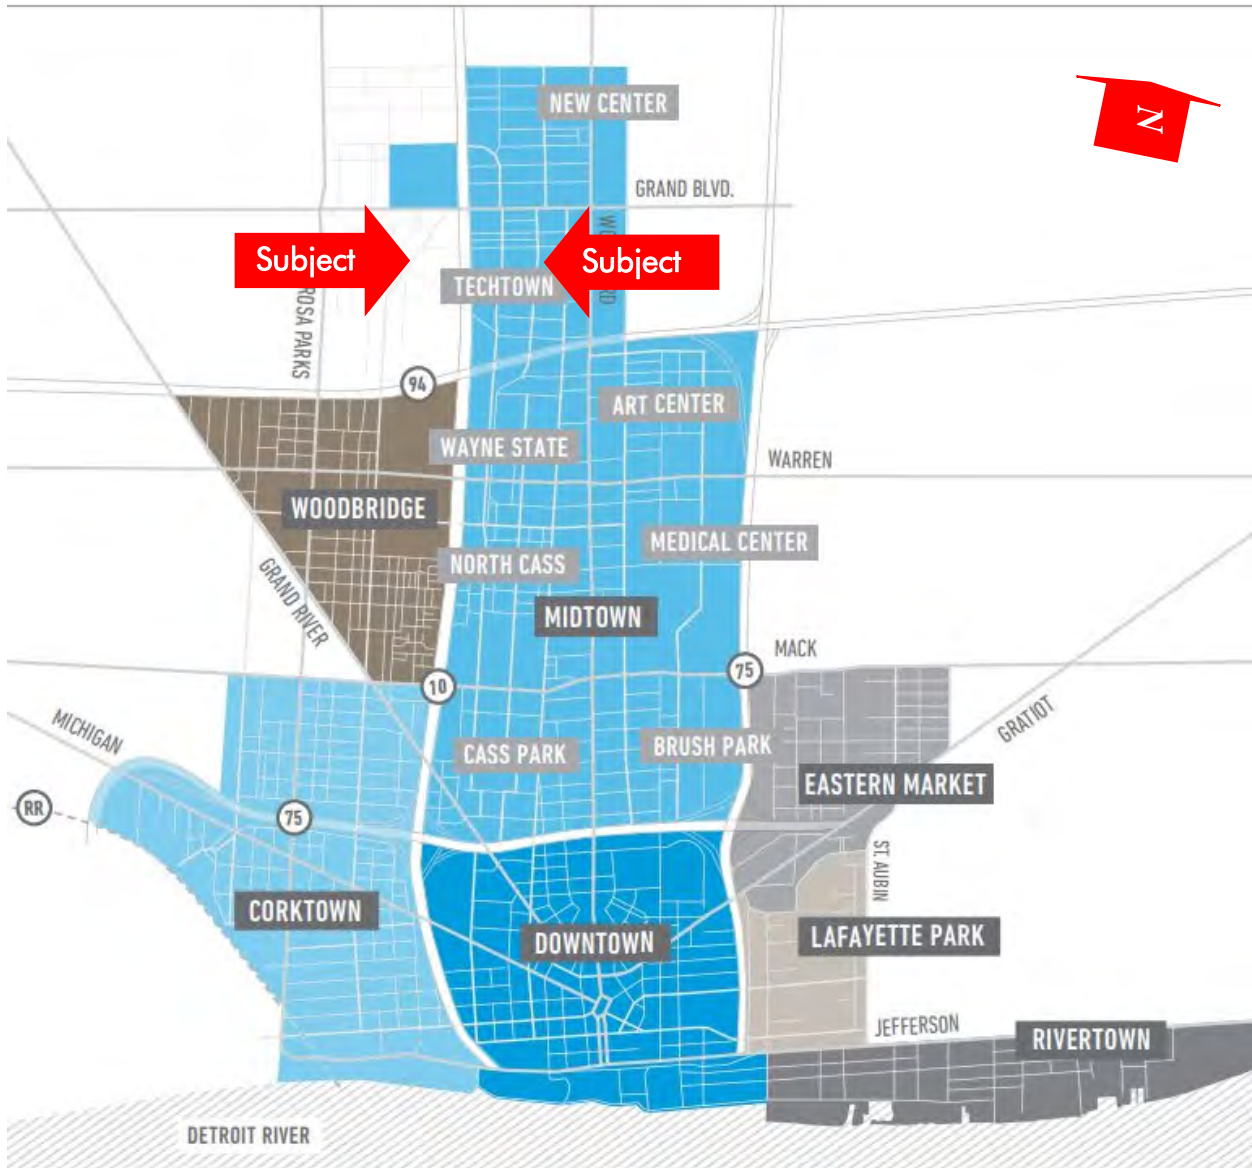 NEW CENTER
N
GRAND BLVD.
Subject
Subject
TECHTOWN
ROSA PARKS
94
ART CENTER
WAYNE STATE
WARREN
WOODBRIDGE
MEDICAL CENTER
NORTH CASS
GRAND RIVER
MIDTOWN
MACK
75
10
MICHIGAN
GRATIOT
CASS PARK
BRUSH PARK
EASTERN MARKET
RR
75
ST. AUBIN
CORKTOWN
DOWNTOWN
LAFAYETTE PARK
JEFFERSON
RIVERTOWN
DETROIT RIVER